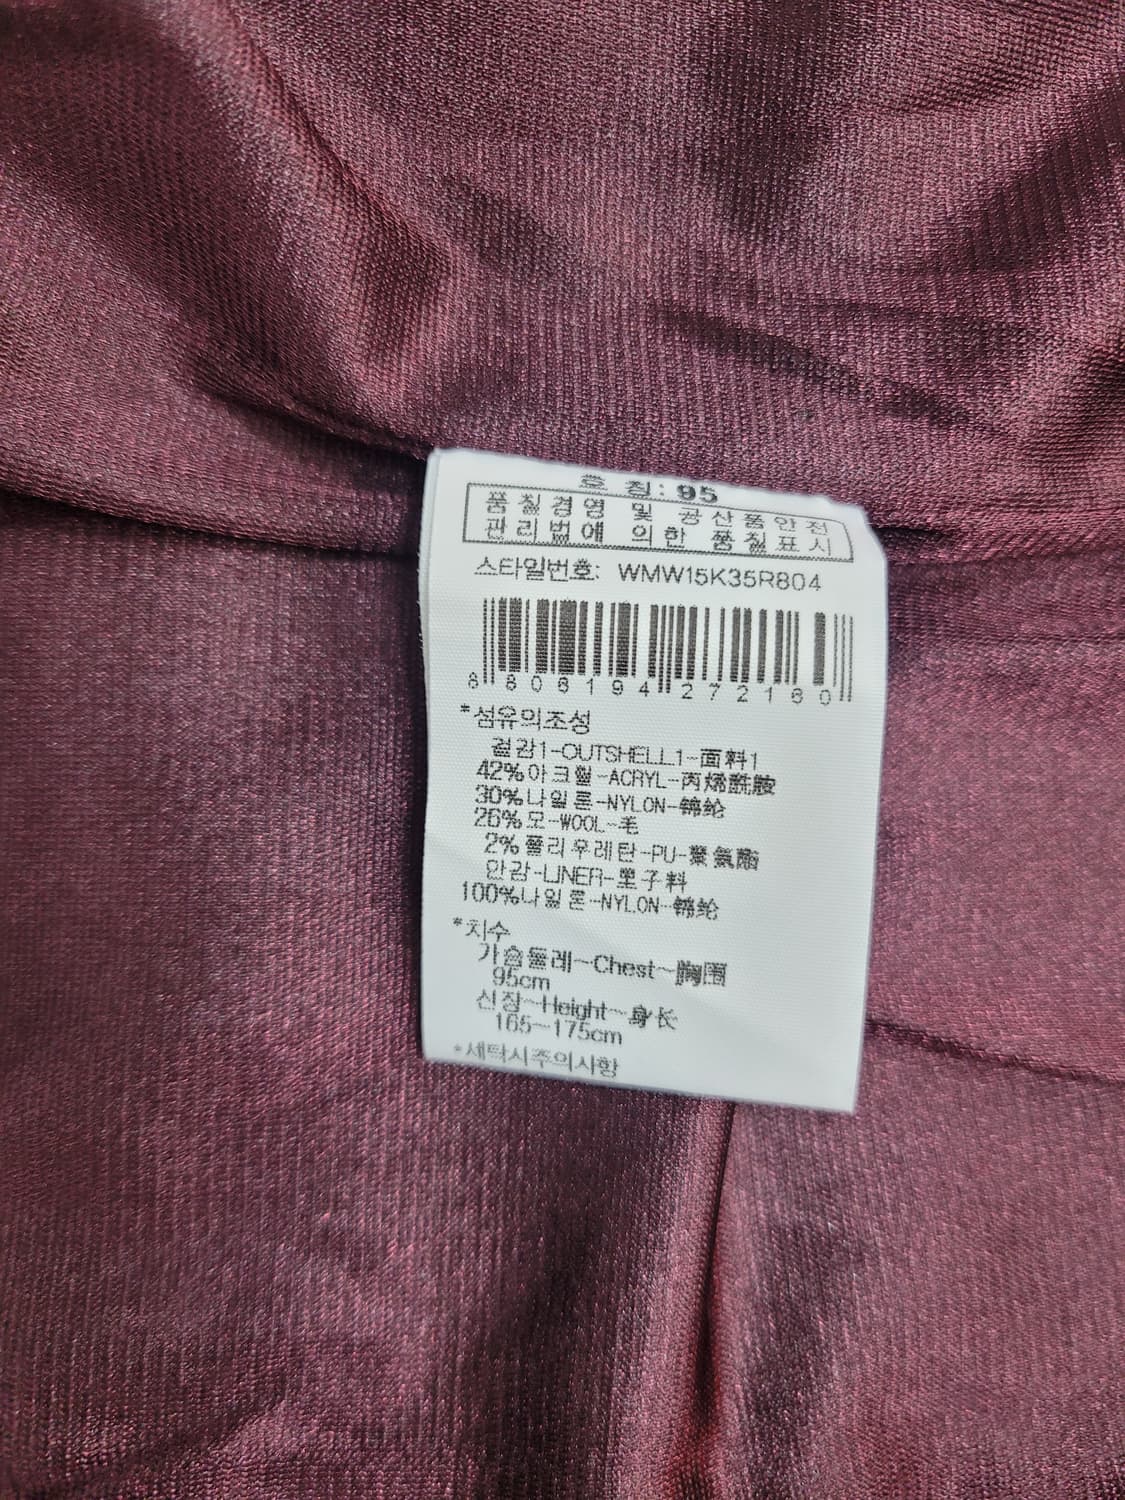 호 칭: 95
품질경영 및 공산품안전
관리법에 의한 품질표시
스타일번호: WMW15K35R804
8 806194 272160
*섬유의조성
겉감1-OUTSHELL1-面料1
42%아크릴-ACRYL-丙烯酰胺
30%나일론-NYLON-锦纶
26%모-WOOL-毛
2%폴리우레탄-PU-聚氨酯
안감-LINER-里子料
100%나일론-NYLON-锦纶
*치수
가슴둘레~Chest~胸围
95cm
신장~Height~身长
165~175cm
*세탁시주의사항